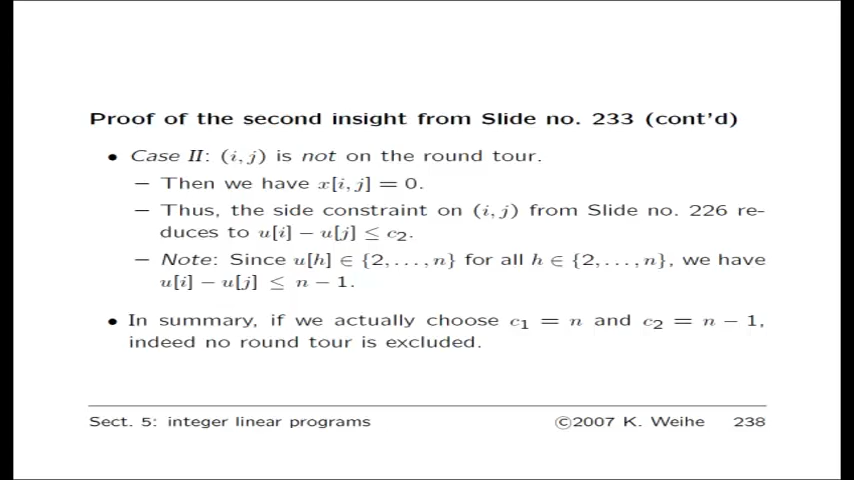 Proof of the second insight from Slide no. 233 (cont'd)
• Case II: (i, j) is not on the round tour.
– Then we have x[i, j] = 0.
– Thus, the side constraint on (i, j) from Slide no. 226 re-
duces to u[i] − u[j] ≤ c₂.
– Note: Since u[h] ∈ {2, . . . , n} for all h ∈ {2, . . . , n}, we have
u[i] − u[j] ≤ n − 1.
• In summary, if we actually choose c₁ = n and c₂ = n − 1,
indeed no round tour is excluded.
Sect. 5: integer linear programs ©2007 K. Weihe 238